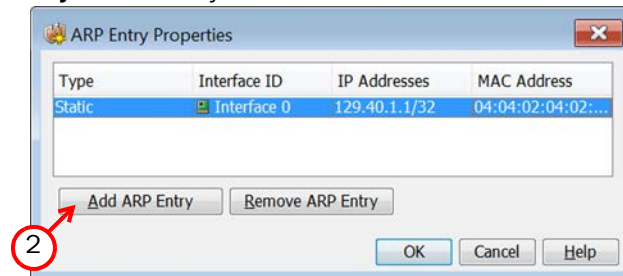 ARP Entry Properties
Type Interface ID IP Addresses MAC Address
Static Interface 0 129.40.1.1/32 04:04:02:04:02:...
Add ARP Entry Remove ARP Entry
2
OK Cancel Help